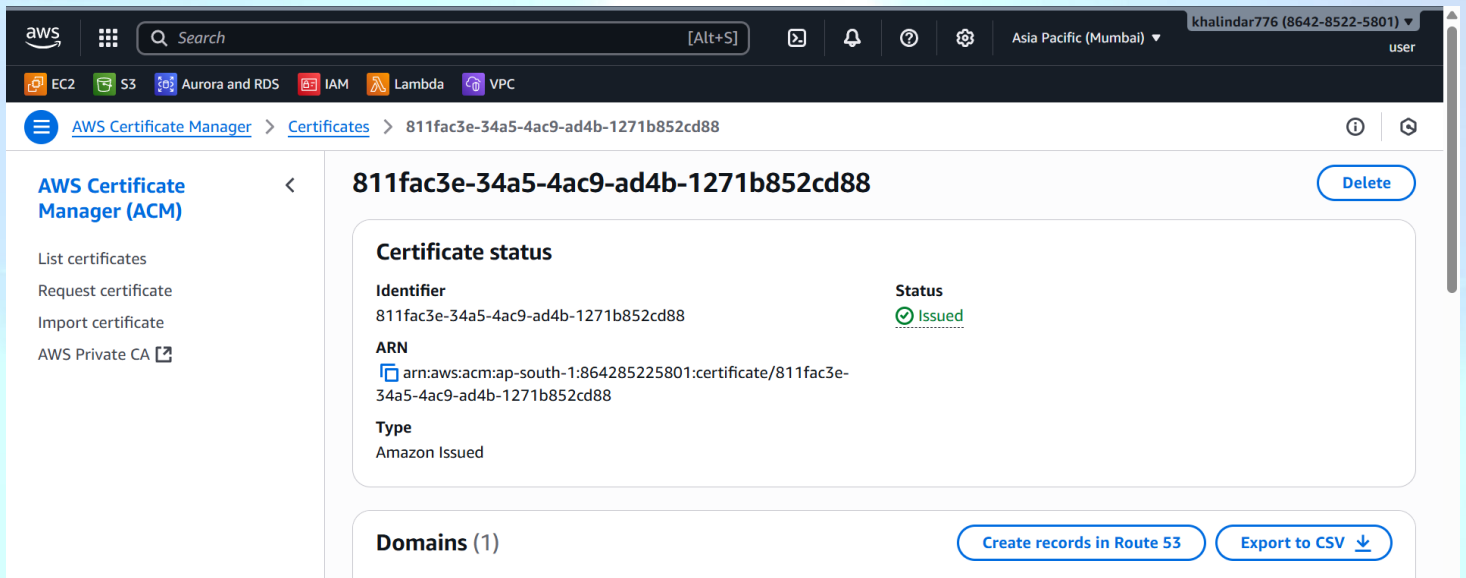 aws
Search [Alt+S]
Asia Pacific (Mumbai) ▼
khalindar776 (8642-8522-5801) ▼
user
EC2 S3 Aurora and RDS IAM Lambda VPC
AWS Certificate Manager > Certificates > 811fac3e-34a5-4ac9-ad4b-1271b852cd88
AWS Certificate
Manager (ACM)
List certificates
Request certificate
Import certificate
AWS Private CA
811fac3e-34a5-4ac9-ad4b-1271b852cd88
Delete
Certificate status
Identifier
811fac3e-34a5-4ac9-ad4b-1271b852cd88
ARN
arn:aws:acm:ap-south-1:864285225801:certificate/811fac3e-
34a5-4ac9-ad4b-1271b852cd88
Type
Amazon Issued
Status
Issued
Domains (1)
Create records in Route 53
Export to CSV